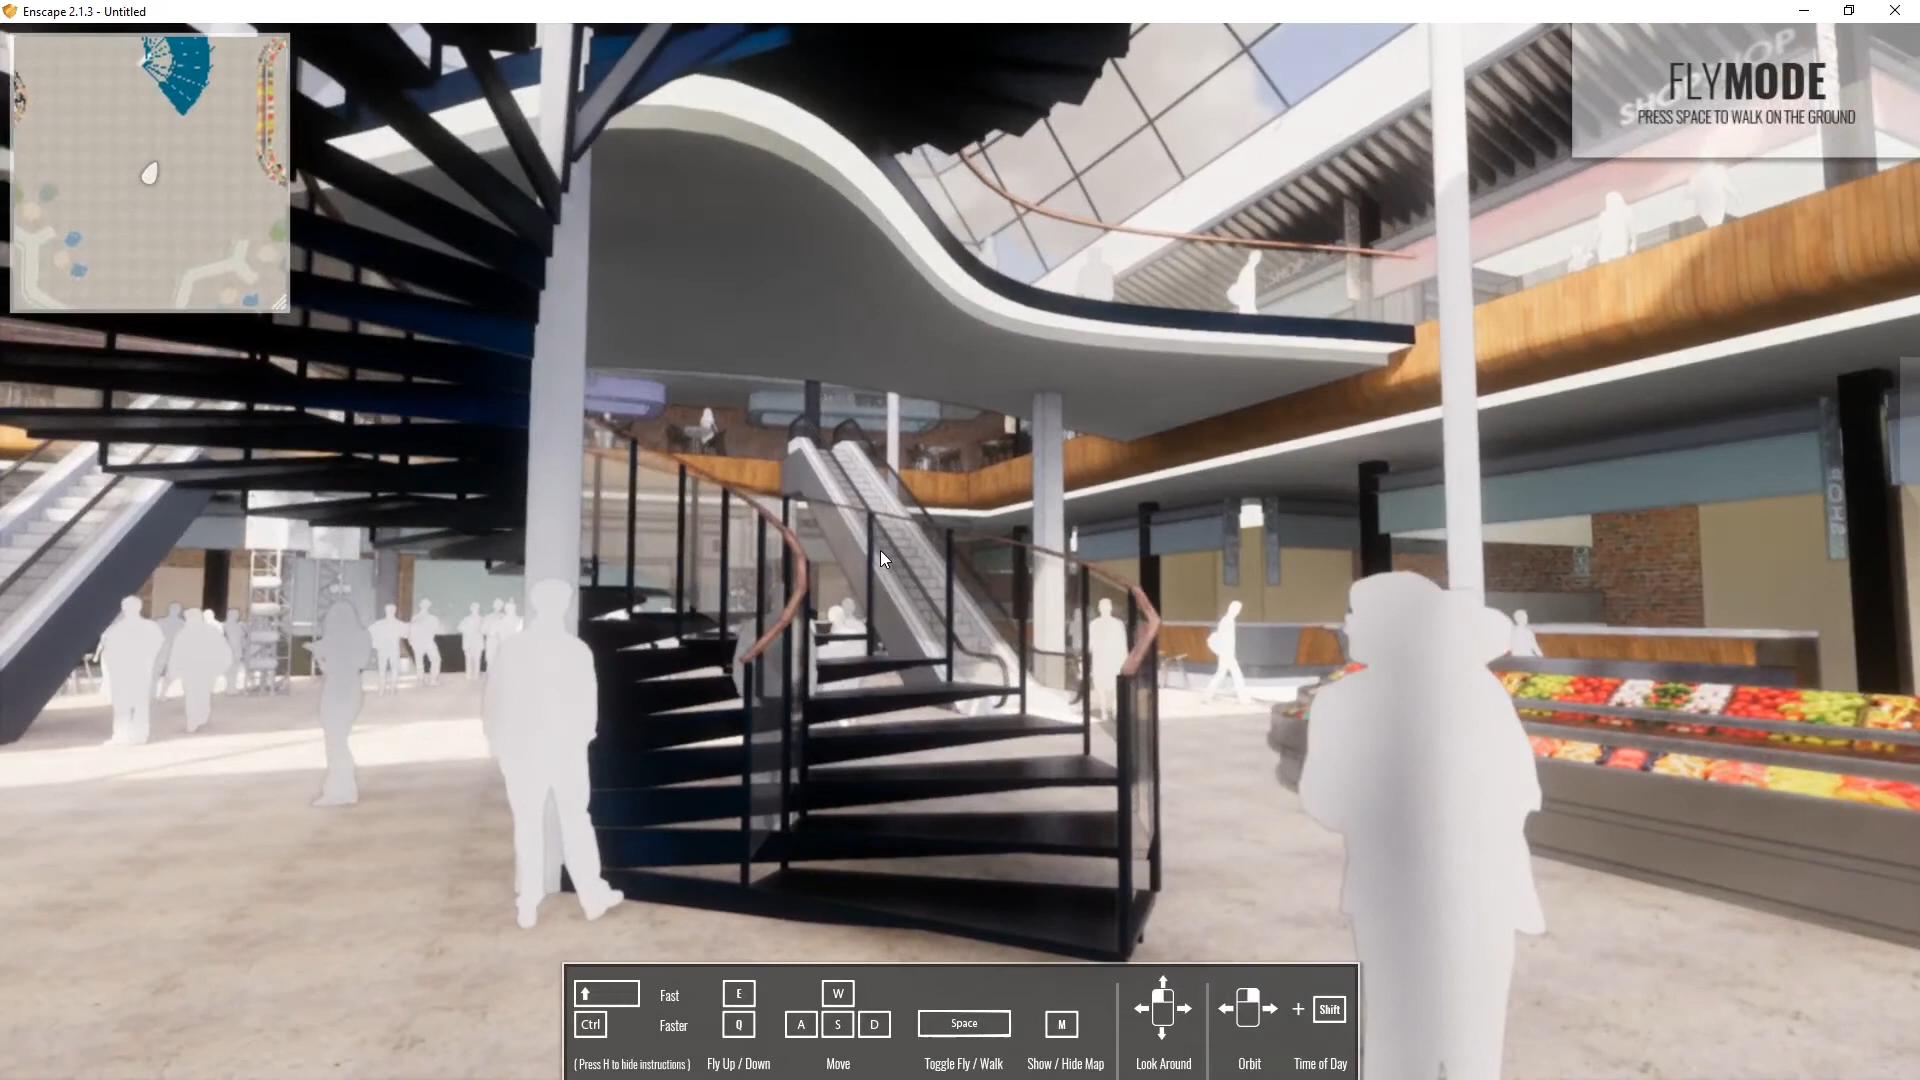 Enscape 2.1.3 - Untitled
SHOP
FLYMODE
PRESS SPACE TO WALK ON THE GROUND
Fast
E
W
Ctrl
Faster
Q
A
S
D
Space
M
+
Shift
( Press H to hide instructions )
Fly Up / Down
Move
Toggle Fly / Walk
Show / Hide Map
Look Around
Orbit
Time of Day